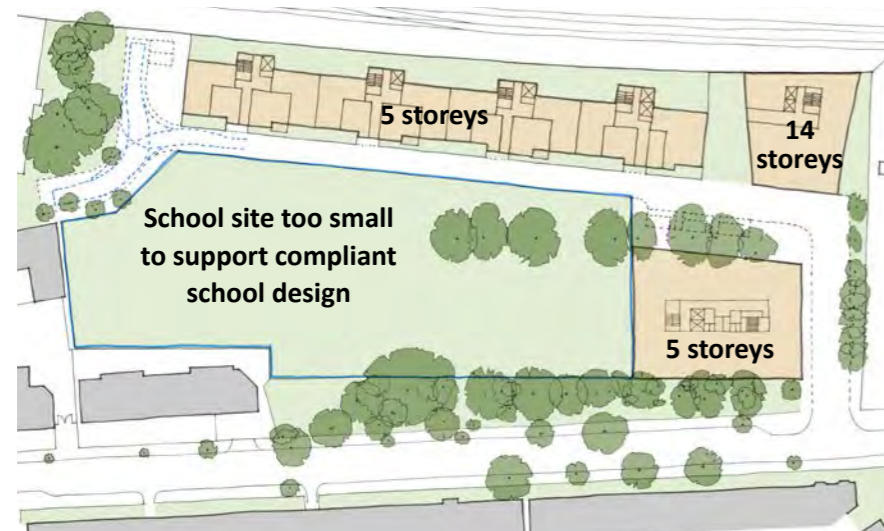 5 storeys
14
storeys
School site too small
to support compliant
school design
5 storeys